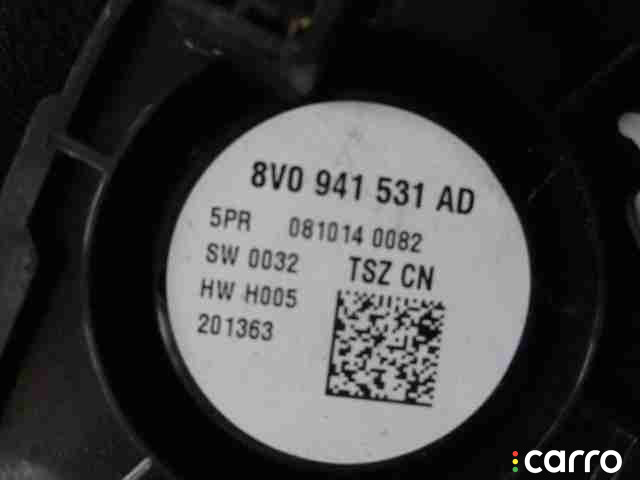 8V0 941 531 AD
5PR 081014 0082
SW 0032 TSZ CN
HW H005
201363
carro